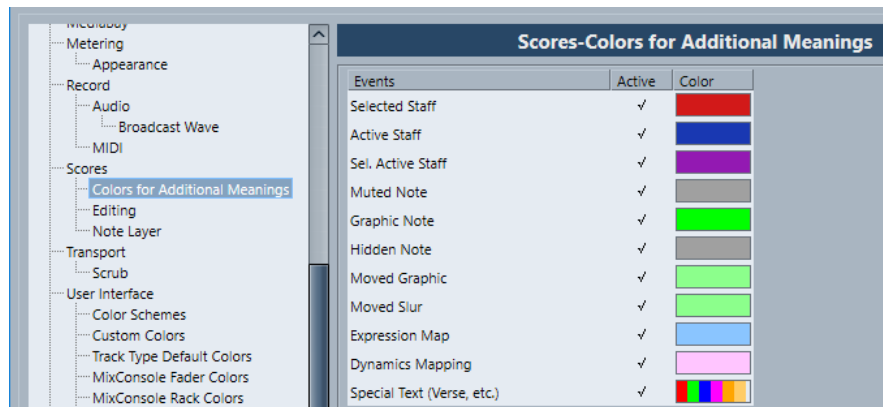 Metering
Appearance
Record
Audio
Broadcast Wave
MIDI
Scores
Colors for Additional Meanings
Editing
Note Layer
Transport
Scrub
User Interface
Color Schemes
Custom Colors
Track Type Default Colors
MixConsole Fader Colors
MixConsole Rack Colors
Scores-Colors for Additional Meanings
Events Active Color
Selected Staff √
Active Staff √
Sel. Active Staff √
Muted Note √
Graphic Note √
Hidden Note √
Moved Graphic √
Moved Slur √
Expression Map √
Dynamics Mapping √
Special Text (Verse, etc.) √